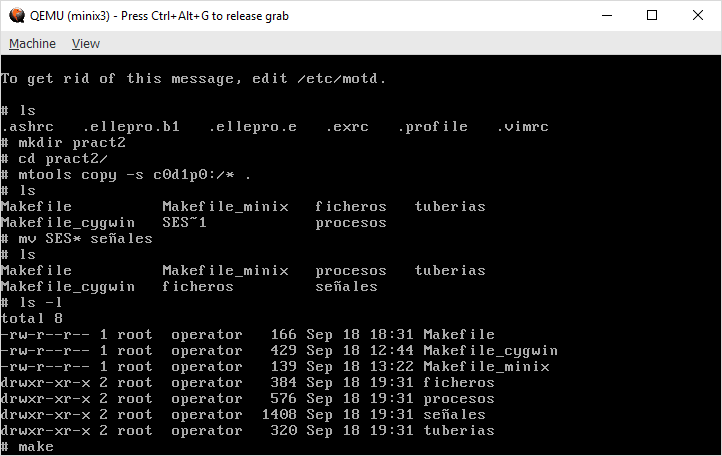 QEMU (minix3) - Press Ctrl+Alt+G to release grab
Machine View
To get rid of this message, edit /etc/motd.
# ls
.ashrc .ellepro.b1 .ellepro.e .exrc .profile .vimrc
# mkdir pract2
# cd pract2/
# mtools copy -s c0d1p0:/* .
# ls
Makefile Makefile_minix ficheros tuberias
Makefile_cygwin SES~1 procesos
# mv SES* señales
# ls
Makefile Makefile_minix procesos tuberias
Makefile_cygwin ficheros señales
# ls -l
total 8
-rw-r--r-- 1 root operator 166 Sep 18 18:31 Makefile
-rw-r--r-- 1 root operator 429 Sep 18 12:44 Makefile_cygwin
-rw-r--r-- 1 root operator 139 Sep 18 13:22 Makefile_minix
drwxr-xr-x 2 root operator 384 Sep 18 19:31 ficheros
drwxr-xr-x 2 root operator 576 Sep 18 19:31 procesos
drwxr-xr-x 2 root operator 1408 Sep 18 19:31 señales
drwxr-xr-x 2 root operator 320 Sep 18 19:31 tuberias
# make